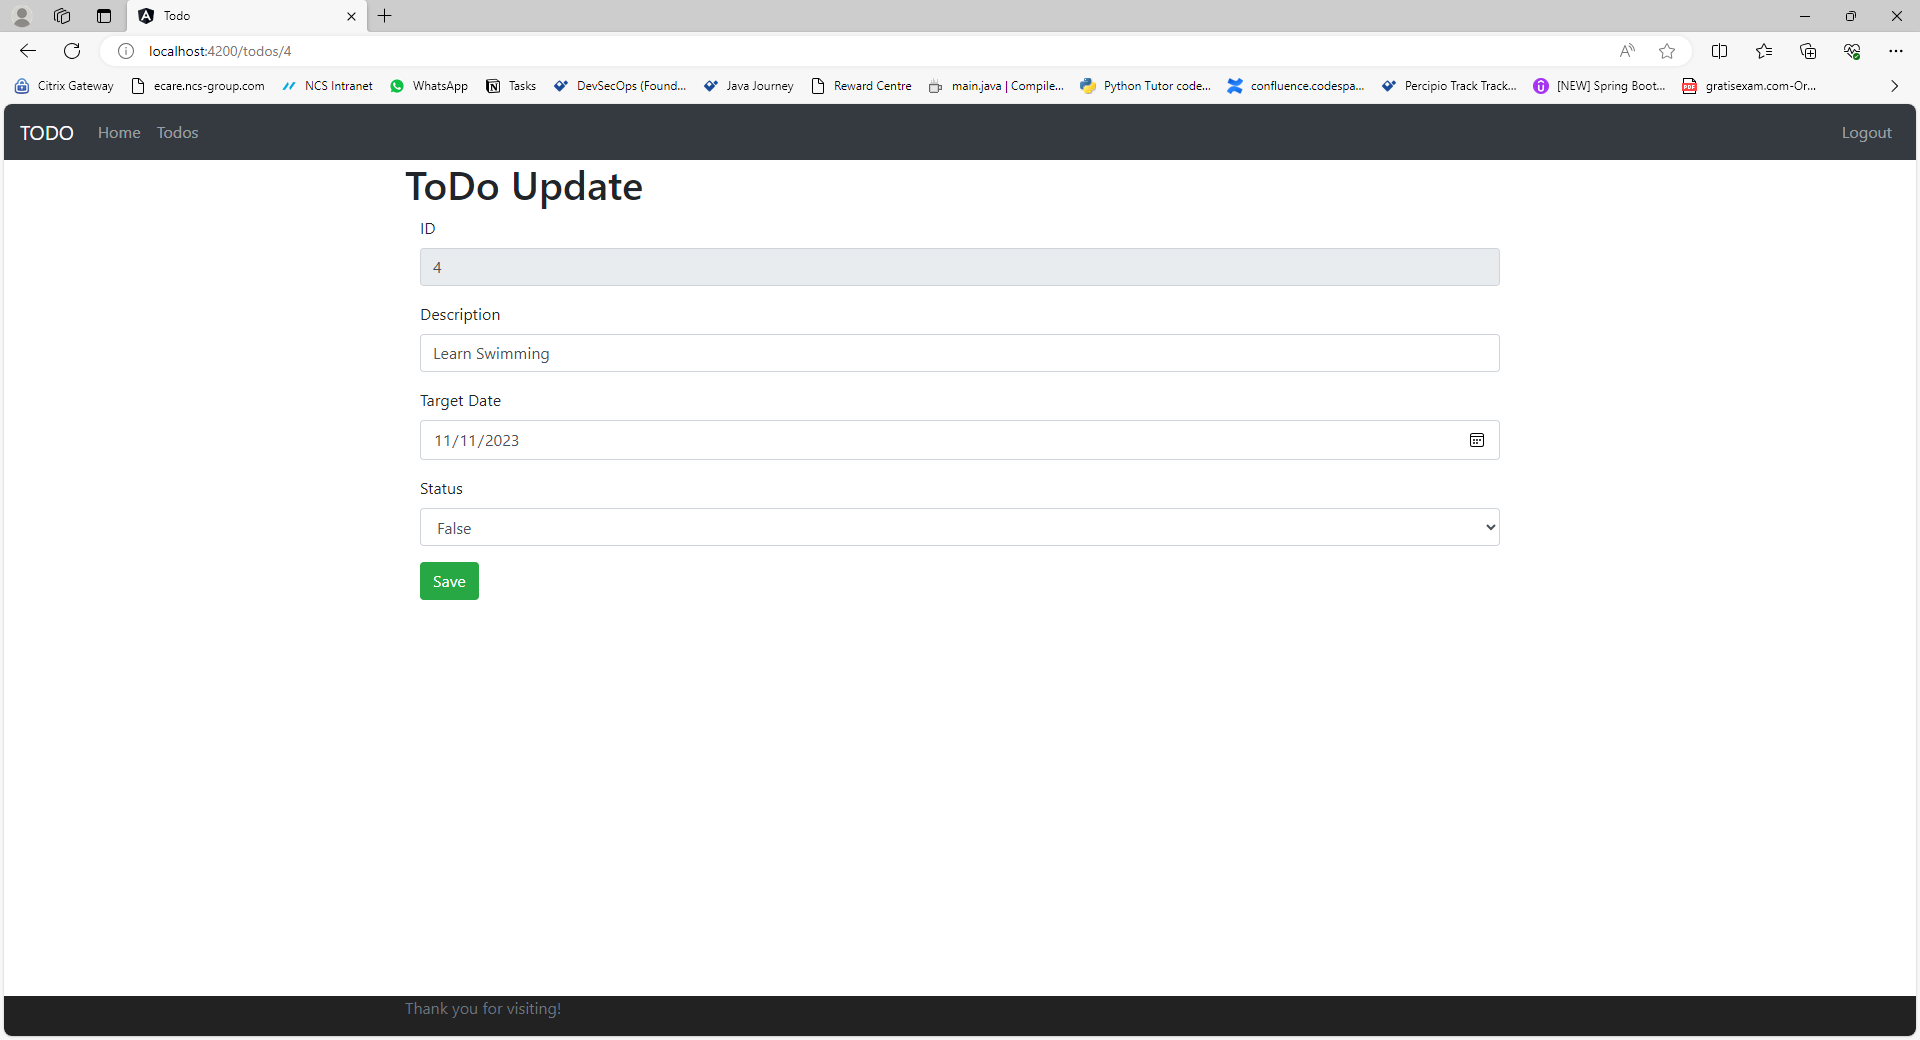 Todo
localhost:4200/todos/4
Citrix Gateway ecare.ncs-group.com NCS Intranet WhatsApp Tasks DevSecOps (Found... Java Journey Reward Centre main.java | Compile... Python Tutor code... confluence.codespa... Percipio Track Track... [NEW] Spring Boot... gratisexam.com-Or...
TODO Home Todos Logout
ToDo Update
ID
4
Description
Learn Swimming
Target Date
11/11/2023
Status
False
Save
Thank you for visiting!